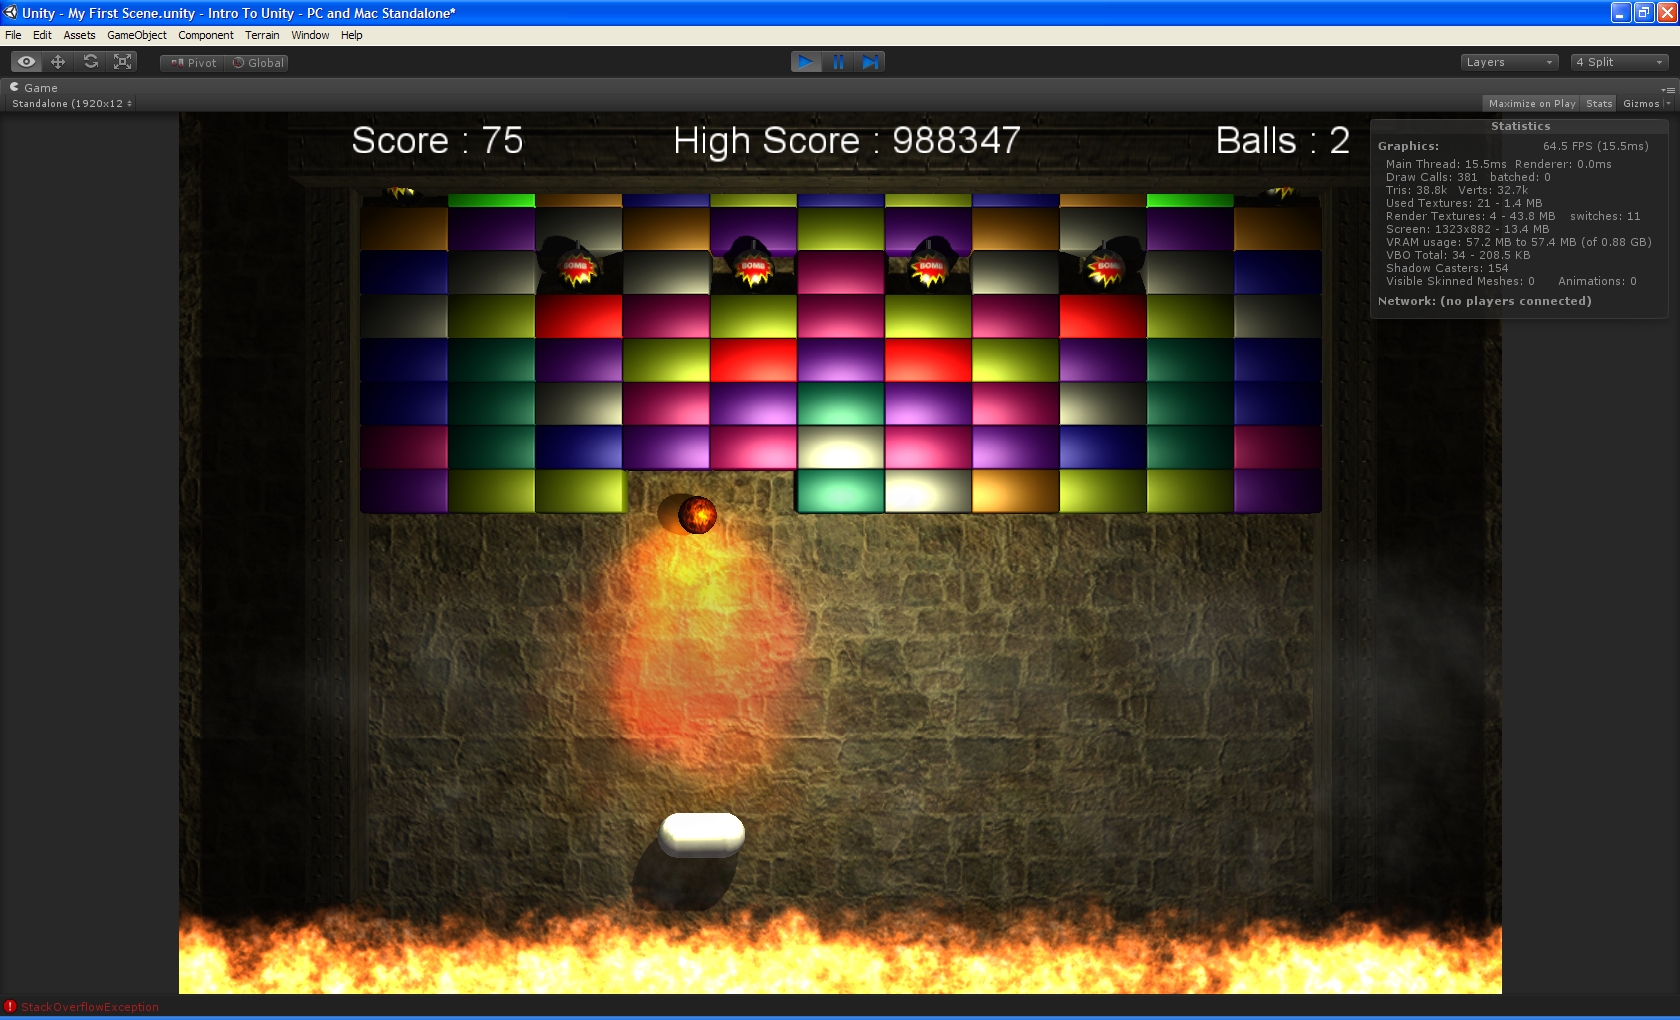 Unity - My First Scene.unity - Intro To Unity - PC and Mac Standalone*
File Edit Assets GameObject Component Terrain Window Help
Pivot Global Layers 4 Split
Game
Standalone (1920x12 Maximize on Play Stats Gizmos
Score : 75 High Score : 988347 Balls : 2
Statistics
Graphics: 64.5 FPS (15.5ms)
Main Thread: 15.5ms Renderer: 0.0ms
Draw Calls: 381 batched: 0
Tris: 38.8k Verts: 32.7k
Used Textures: 21 - 1.4 MB
Render Textures: 4 - 43.8 MB switches: 11
Screen: 1323x882 - 13.4 MB
VRAM usage: 57.2 MB to 57.4 MB (of 0.88 GB)
VBO Total: 34 - 208.5 KB
Shadow Casters: 154
Visible Skinned Meshes: 0 Animations: 0
Network: (no players connected)
BOMB BOMB BOMB BOMB
StackOverflowException